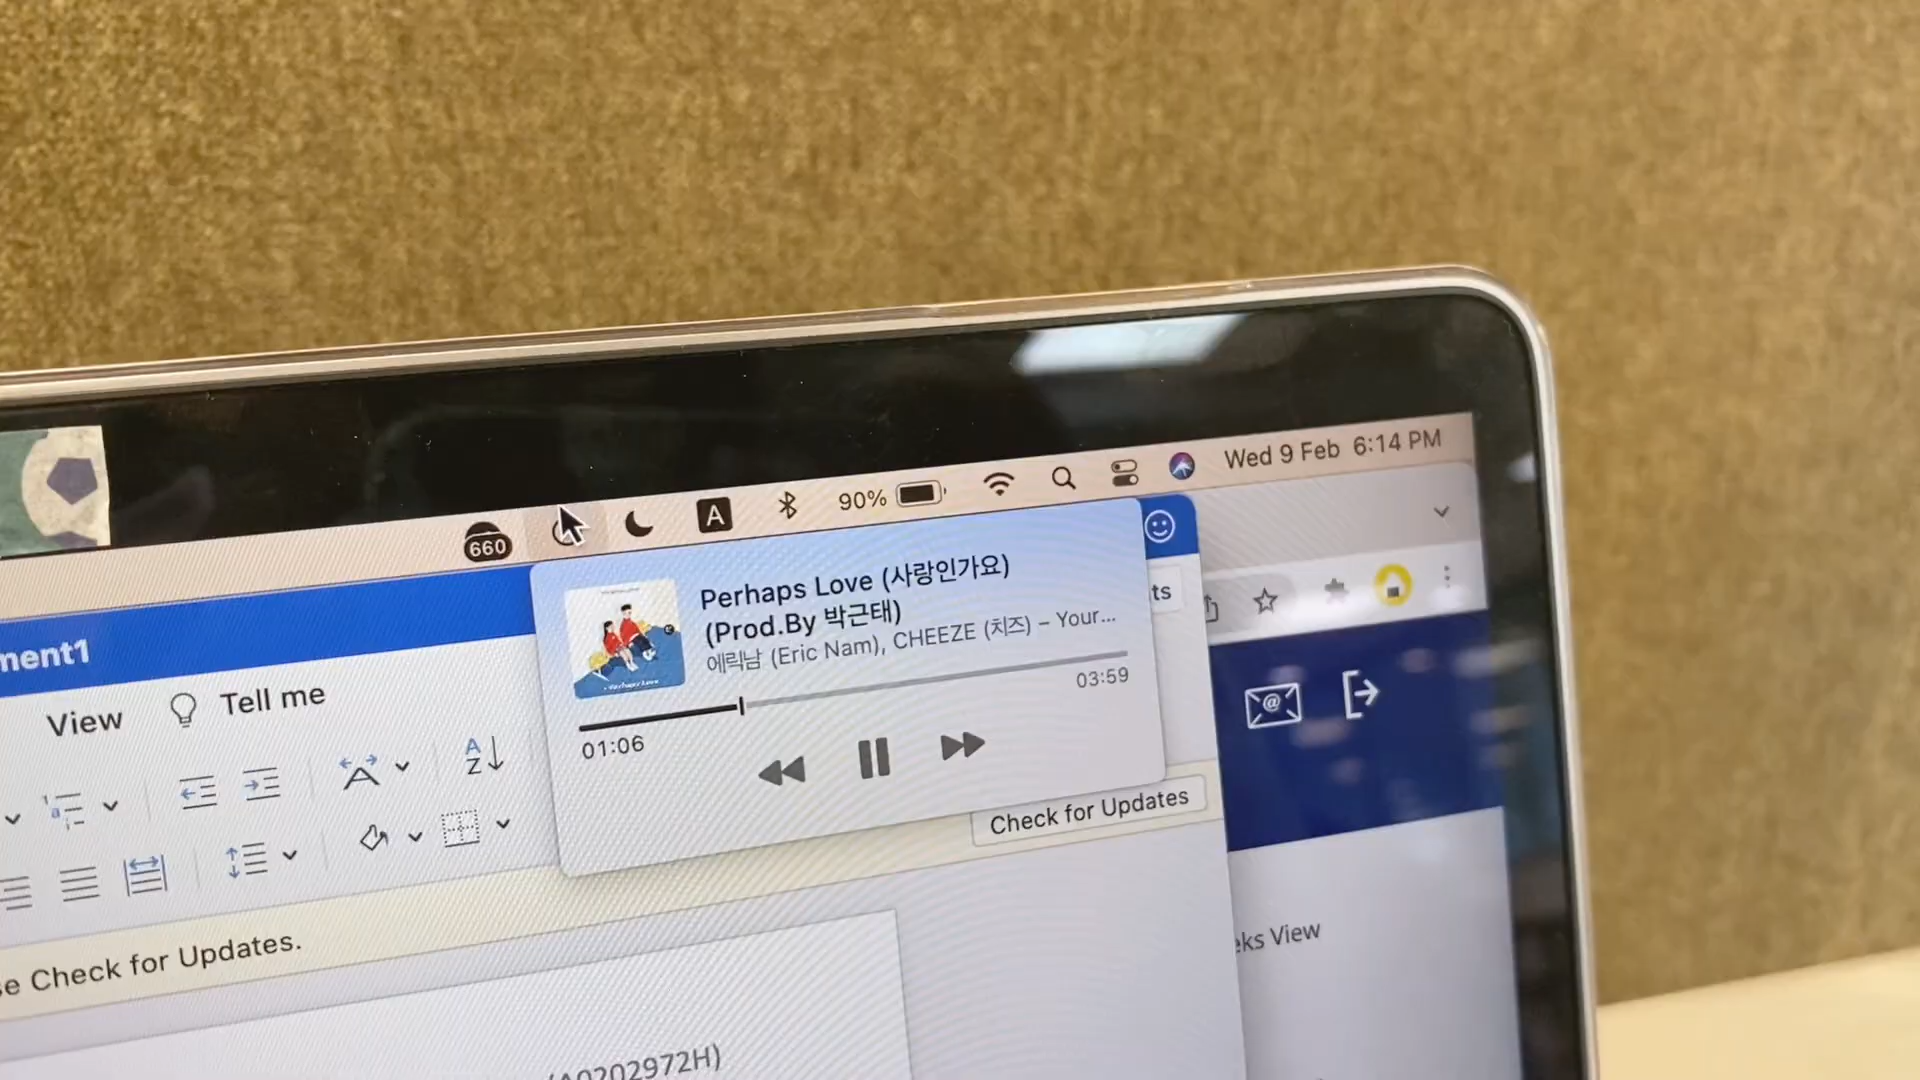 Wed 9 Feb 6:14 PM
90%
A
660
Perhaps Love (사랑인가요)
(Prod.By 박근태)
에릭남 (Eric Nam), CHEEZE (치즈) – Your...
03:59
01:06
ment1
ts
View
Tell me
A
Z
Check for Updates
se Check for Updates.
eks View
(A0202972H)